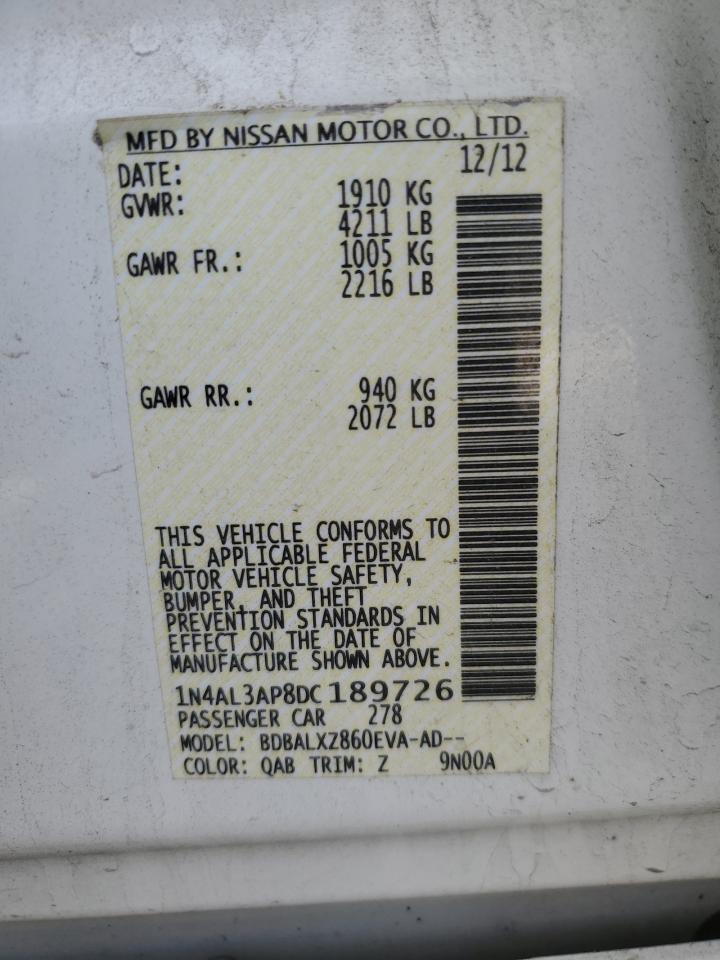 MFD BY NISSAN MOTOR CO., LTD.
DATE: 12/12
GVWR: 1910 KG
4211 LB
GAWR FR.: 1005 KG
2216 LB
GAWR RR.: 940 KG
2072 LB
THIS VEHICLE CONFORMS TO
ALL APPLICABLE FEDERAL
MOTOR VEHICLE SAFETY,
BUMPER, AND THEFT
PREVENTION STANDARDS IN
EFFECT ON THE DATE OF
MANUFACTURE SHOWN ABOVE.
1N4AL3AP8DC189726
PASSENGER CAR 278
MODEL: BDBALXZ860EVA-AD--
COLOR: QAB TRIM: Z 9N00A